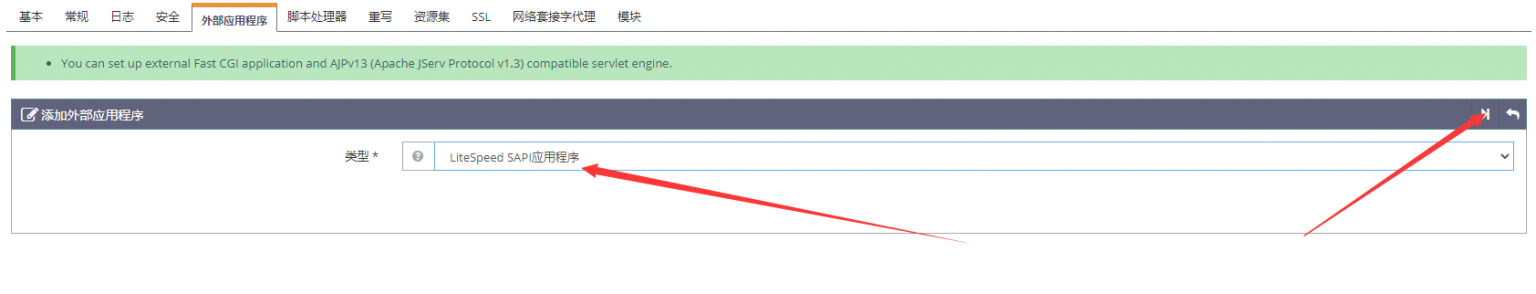 基本 常规 日志 安全 外部应用程序 脚本处理器 重写 资源集 SSL 网络套接字代理 模块
You can set up external Fast CGI application and AJPv13 (Apache JServ Protocol v1.3) compatible servlet engine.
添加外部应用程序
类型 * LiteSpeed SAPI应用程序